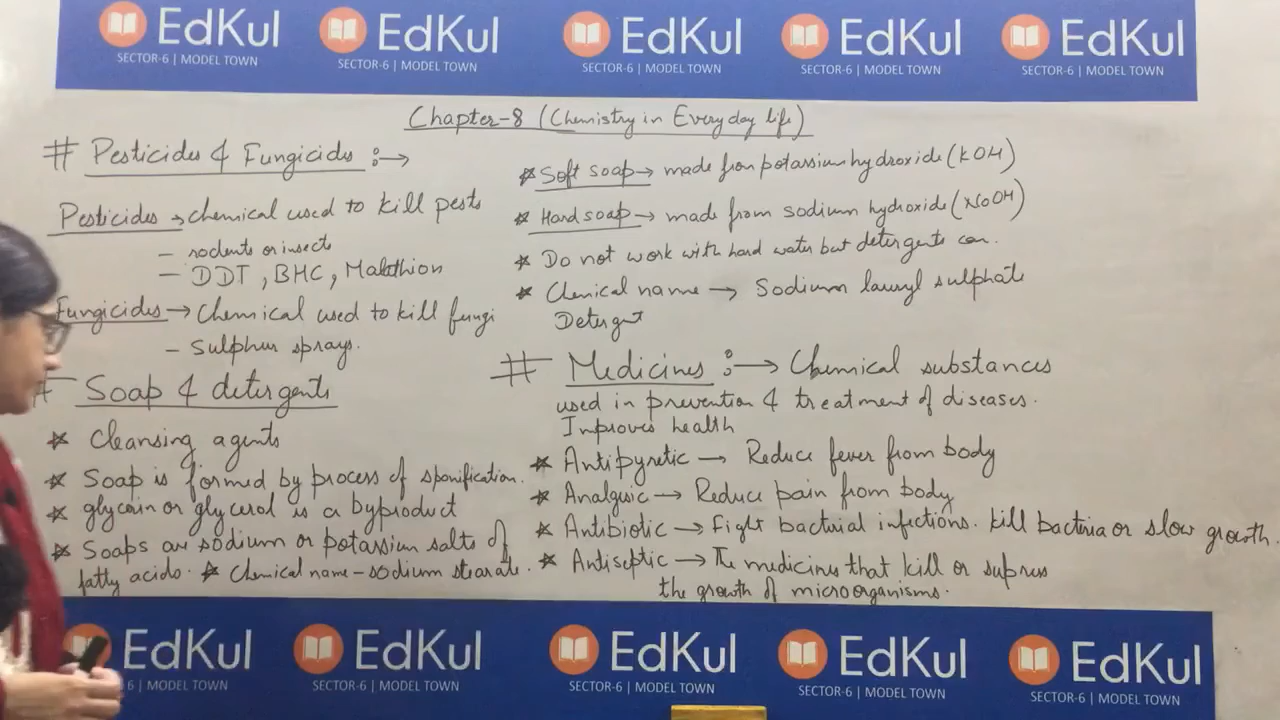 EdKul EdKul EdKul EdKul EdKul
SECTOR-6 | MODEL TOWN SECTOR-6 | MODEL TOWN SECTOR-6 | MODEL TOWN SECTOR-6 | MODEL TOWN SECTOR-6 | MODEL TOWN
Chapter-8 (Chemistry in Everyday life)
# Pesticides & Fungicides :→
Pesticides → chemical used to kill pests
- rodents or insects
- DDT, BHC, Malathion
Fungicides → Chemical used to kill fungi
- Sulphur sprays.
# Soap & detergents
* Cleansing agents
* Soap is formed by process of sponification.
* glycerin or glycerol is a byproduct
* Soaps are sodium or potassium salts of
fatty acids. * Chemical name - sodium stearate.
* Soft soap → made from potassium hydroxide (KOH)
* Hard soap → made from sodium hydroxide (NaOH)
* Do not work with hard water but detergents can.
* Chemical name → Sodium lauryl sulphate
Detergent
# Medicines :→ Chemical substances
used in prevention & treatment of diseases.
Improves health
* Antipyretic → Reduce fever from body
* Analgesic → Reduce pain from body
* Antibiotic → Fight bacterial infections. kill bacteria or slow growth.
* Antiseptic → The medicines that kill or supress
the growth of microorganisms.
EdKul EdKul EdKul EdKul EdKul
6 | MODEL TOWN SECTOR-6 | MODEL TOWN SECTOR-6 | MODEL TOWN SECTOR-6 | MODEL TOWN SECTOR-6 | MODEL TOWN